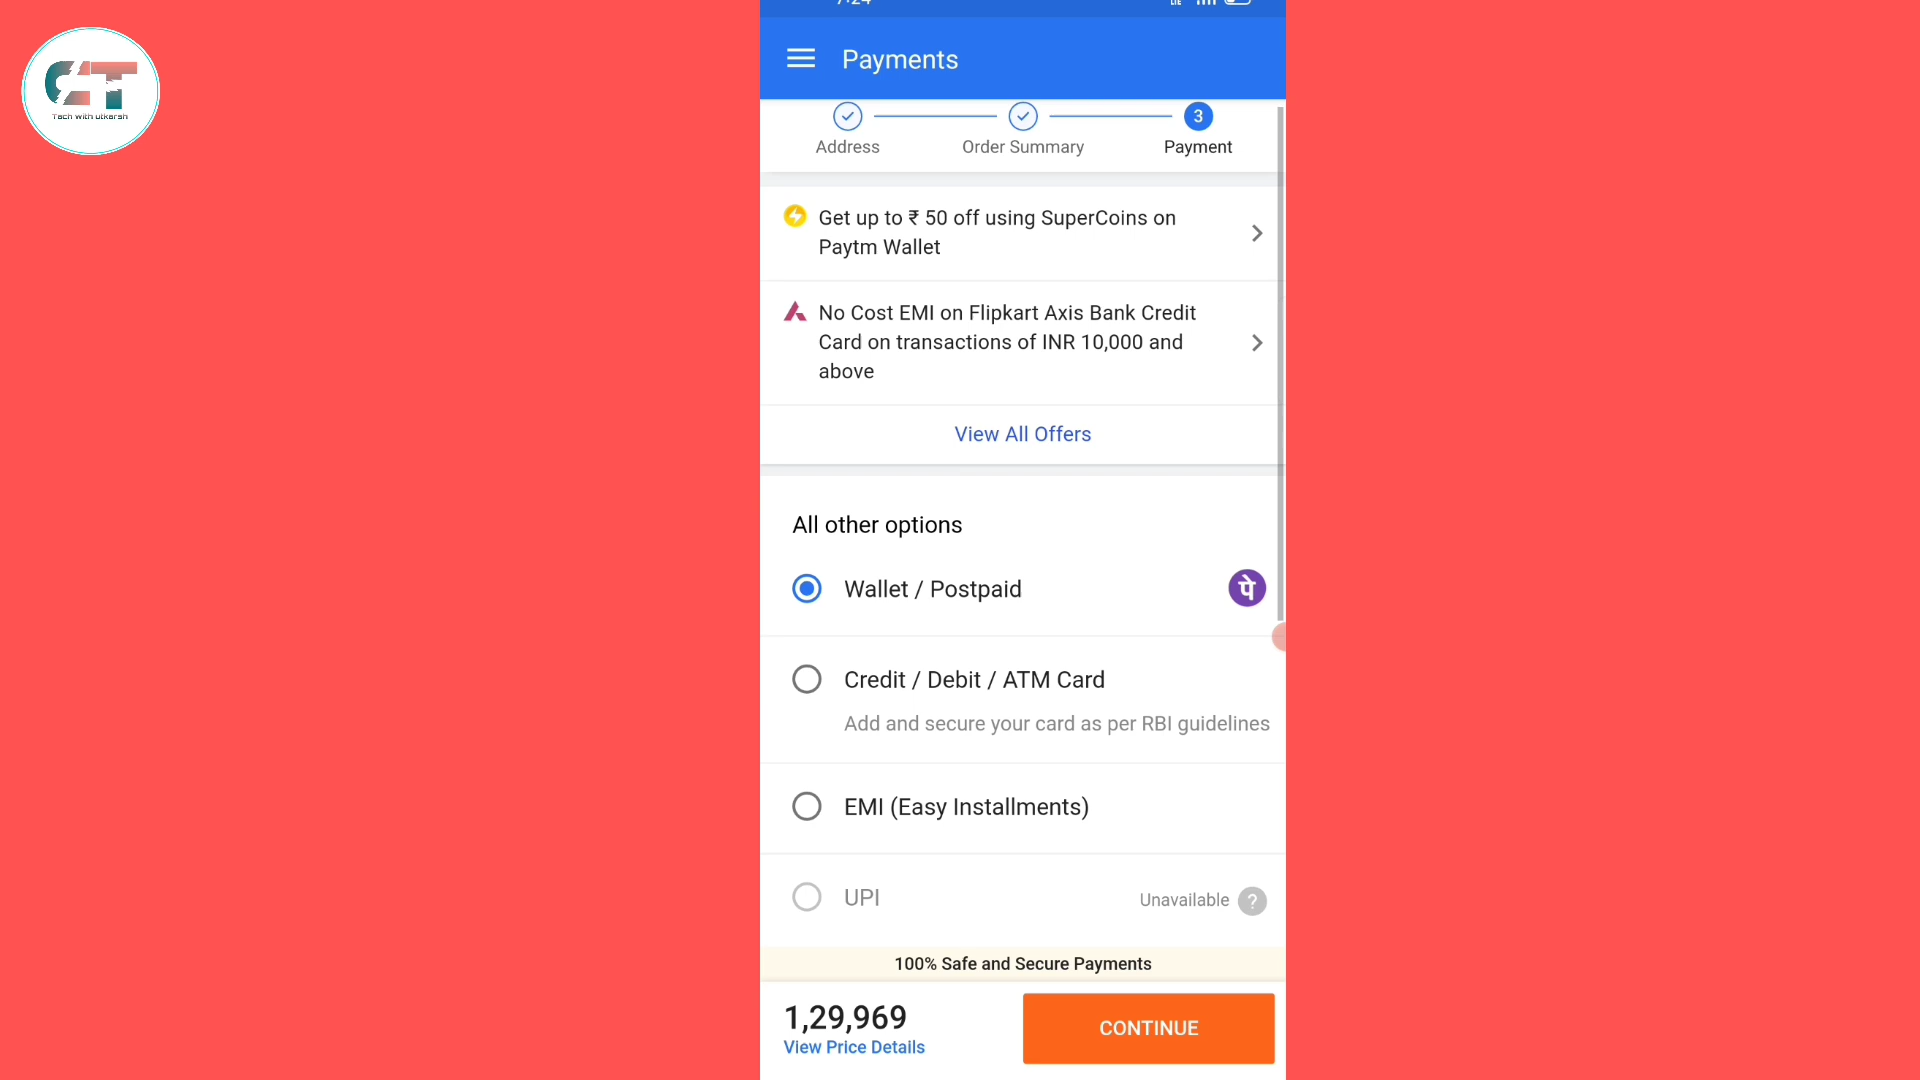 7:24
Payments
3
Address
Order Summary
Payment
Get up to ₹ 50 off using SuperCoins on
Paytm Wallet
No Cost EMI on Flipkart Axis Bank Credit
Card on transactions of INR 10,000 and
above
View All Offers
All other options
Wallet / Postpaid
पे
Credit / Debit / ATM Card
Add and secure your card as per RBI guidelines
EMI (Easy Installments)
UPI
Unavailable ?
100% Safe and Secure Payments
1,29,969
View Price Details
CONTINUE
Tach with utkarsh